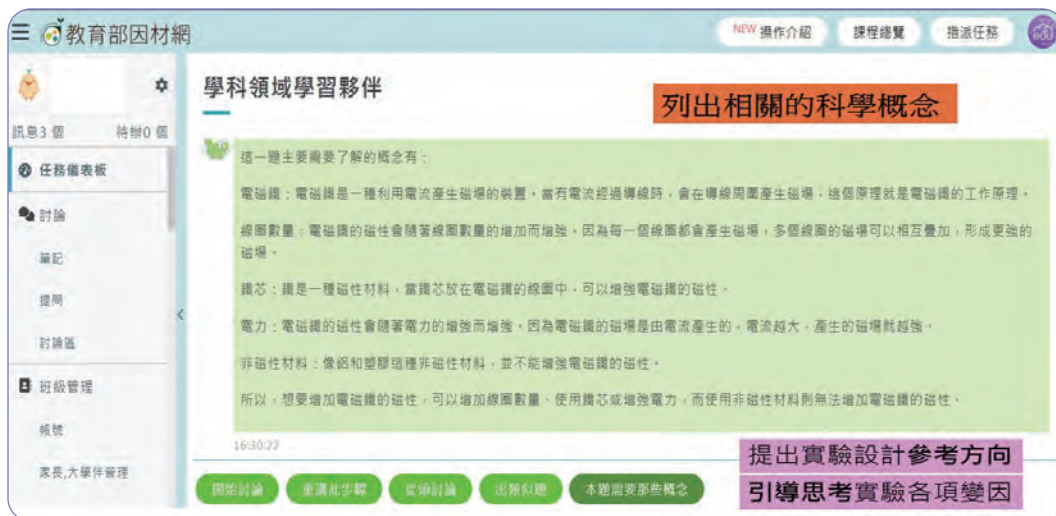 教育部因材網
NEW 操作介紹
課程總覽
指派任務
edu
學科領域學習夥伴
列出相關的科學概念
訊息3 個
待辦0 個
任務儀表板
討論
筆記
提問
討論區
班級管理
帳號
家長,大學伴管理
這一題主要需要了解的概念有：
電磁鐵：電磁鐵是一種利用電流產生磁場的裝置。當有電流經過導線時，會在導線周圍產生磁場，這個原理就是電磁鐵的工作原理。
線圈數量：電磁鐵的磁性會隨著線圈數量的增加而增強。因為每一個線圈都會產生磁場，多個線圈的磁場可以相互疊加，形成更強的
磁場。
鐵芯：鐵是一種磁性材料，當鐵芯放在電磁鐵的線圈中，可以增強電磁鐵的磁性。
電力：電磁鐵的磁性會隨著電力的增強而增強。因為電磁鐵的磁場是由電流產生的，電流越大，產生的磁場就越強。
非磁性材料：像鋁和塑膠這種非磁性材料，並不能增強電磁鐵的磁性。
所以，想要增加電磁鐵的磁性，可以增加線圈數量、使用鐵芯或增強電力，而使用非磁性材料則無法增加電磁鐵的磁性。
16:30:22
提出實驗設計參考方向
引導思考實驗各項變因
開始討論
重講此步驟
從頭討論
出類似題
本題需要那些概念